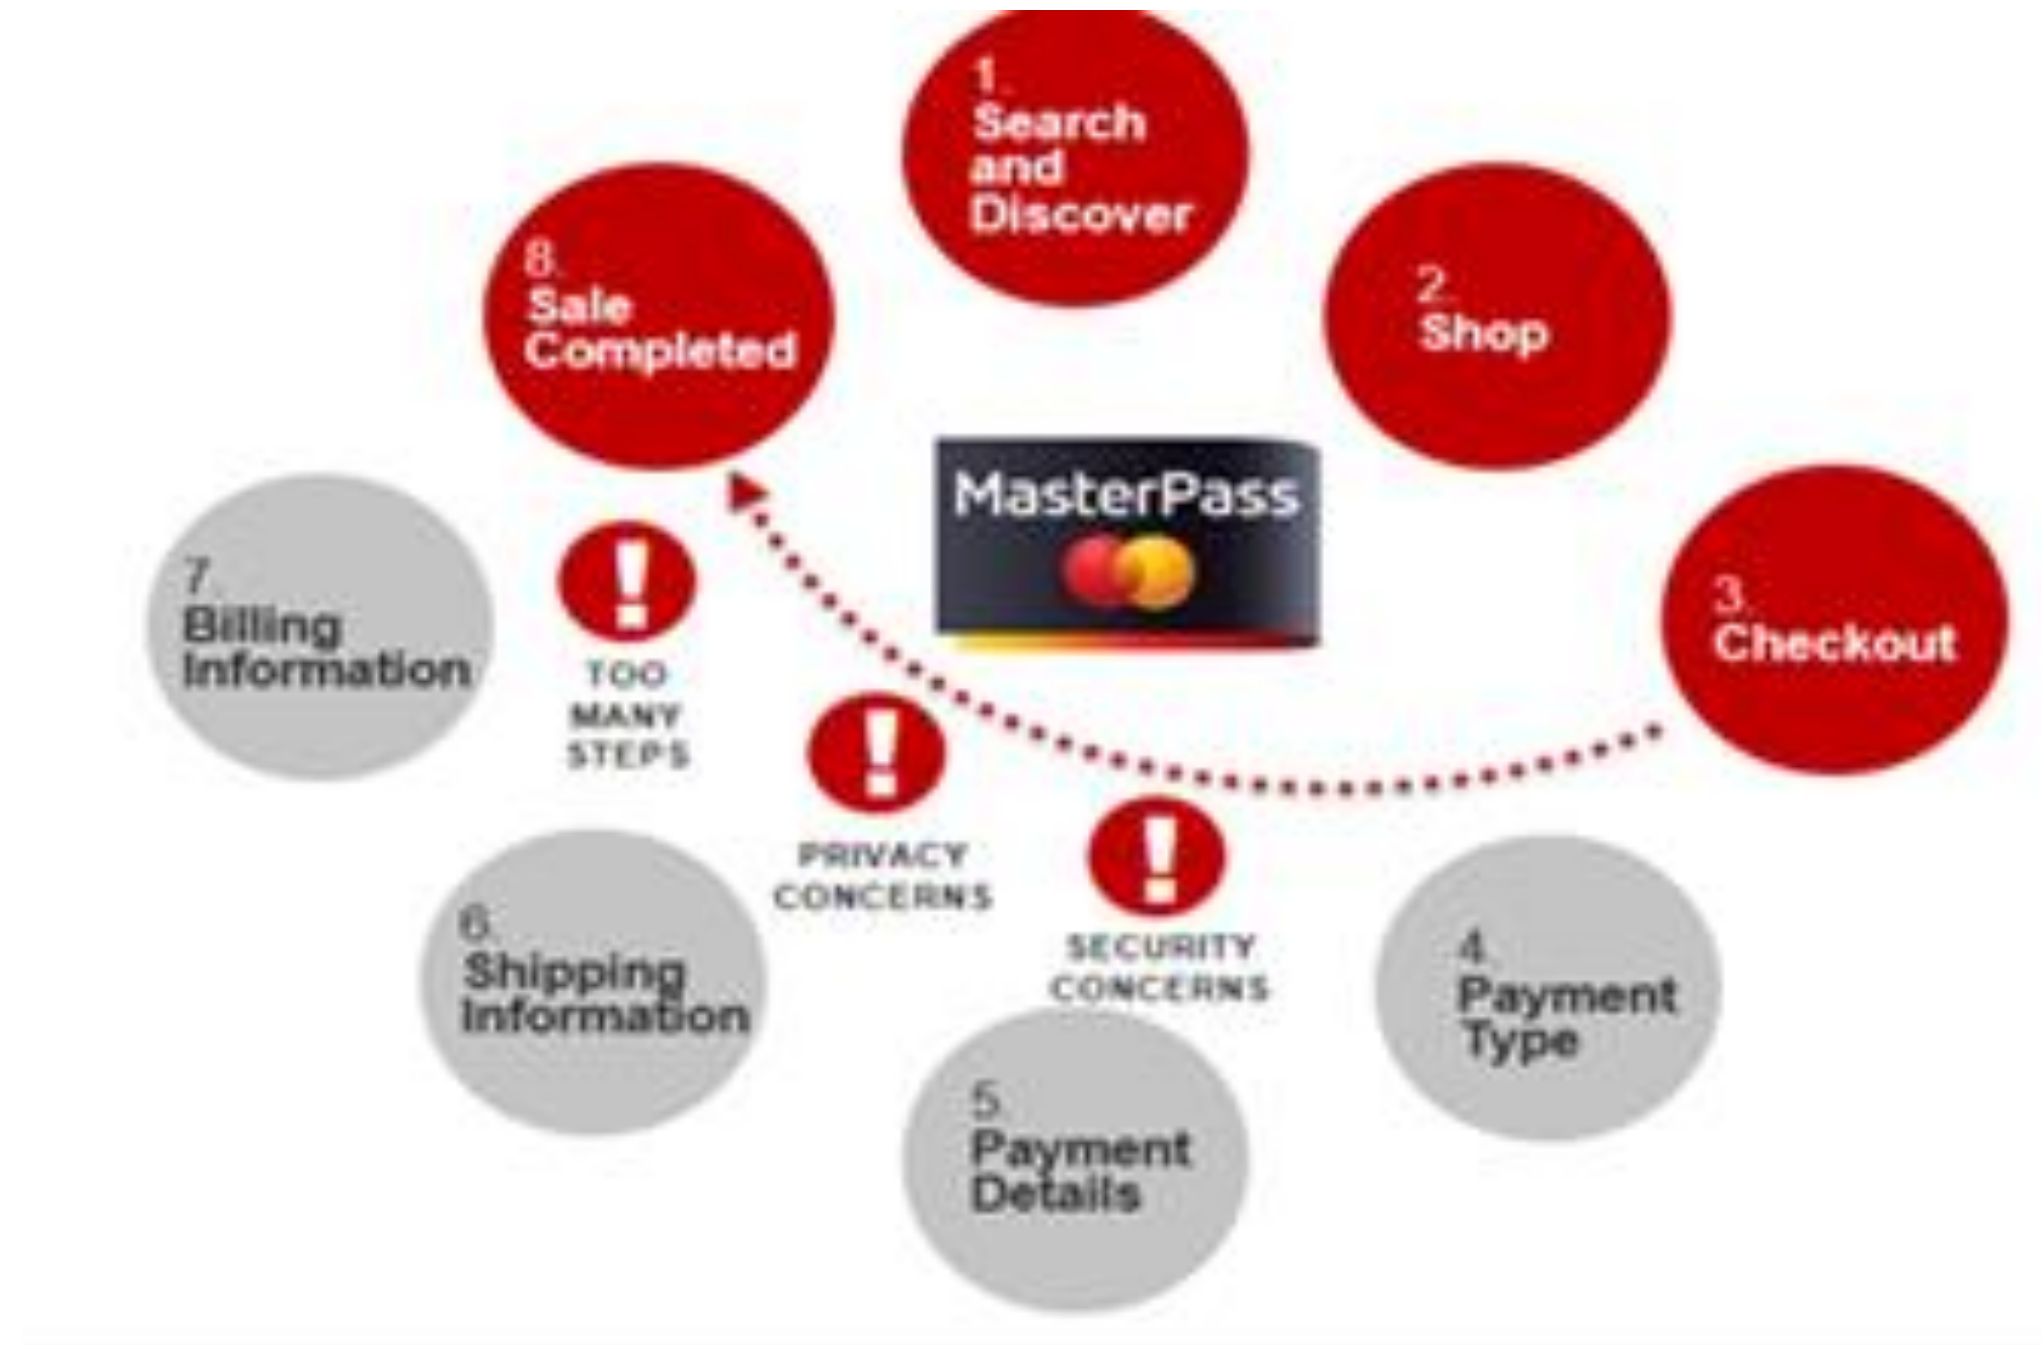 1.
Search
and
Discover
2.
Shop
3.
Checkout
4.
Payment
Type
5.
Payment
Details
6.
Shipping
Information
7.
Billing
Information
8.
Sale
Completed
MasterPass
!
TOO
MANY
STEPS
!
PRIVACY
CONCERNS
!
SECURITY
CONCERNS